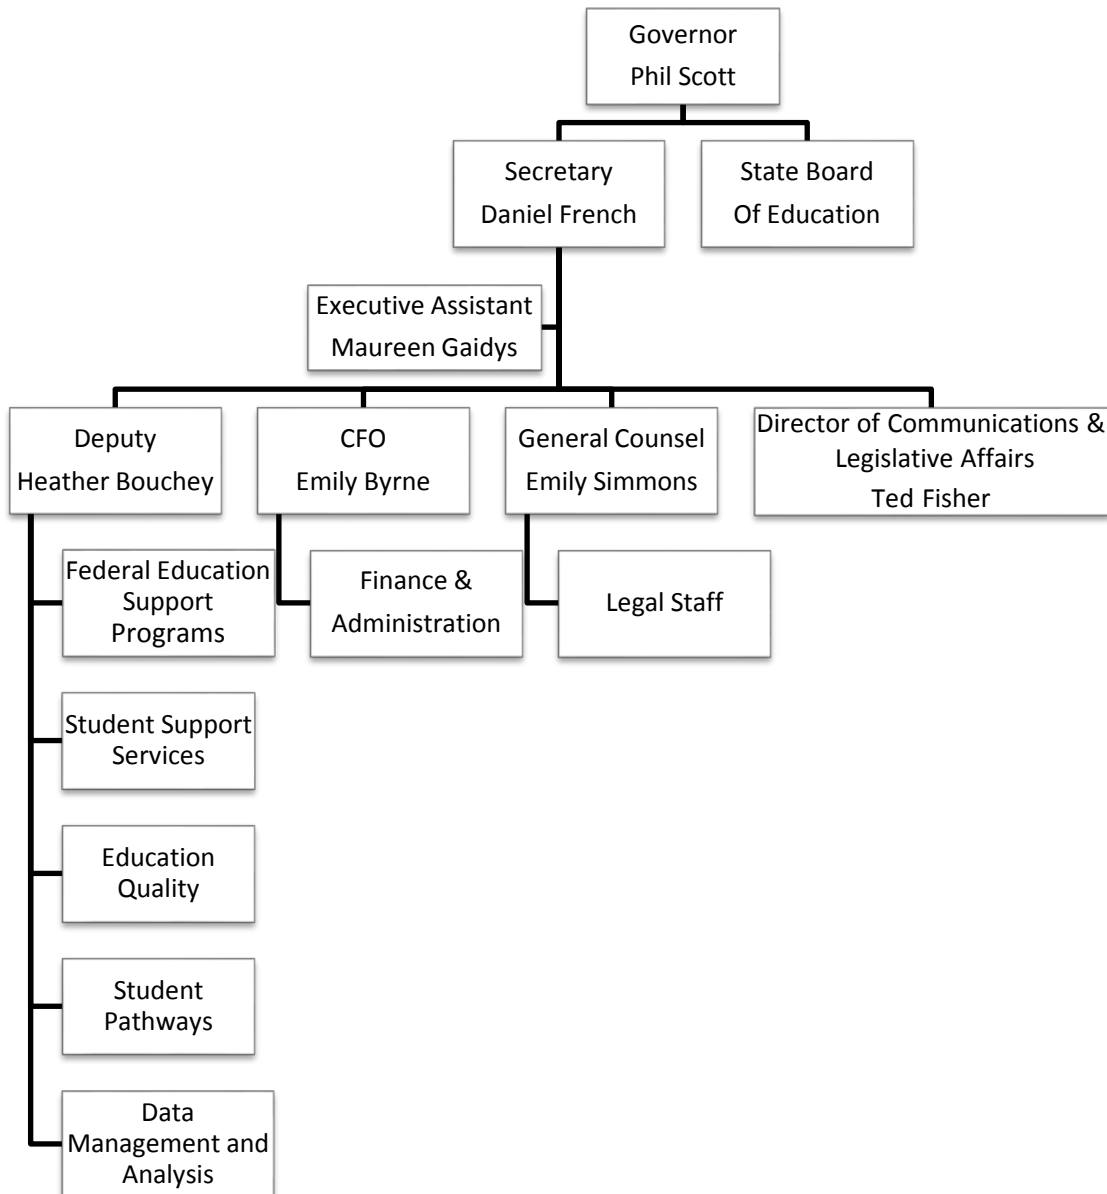 Governor
Phil Scott
Secretary
Daniel French
State Board
Of Education
Executive Assistant
Maureen Gaidys
Deputy
Heather Bouchey
CFO
Emily Byrne
General Counsel
Emily Simmons
Director of Communications &
Legislative Affairs
Ted Fisher
Federal Education
Support
Programs
Finance &
Administration
Legal Staff
Student Support
Services
Education
Quality
Student
Pathways
Data
Management and
Analysis